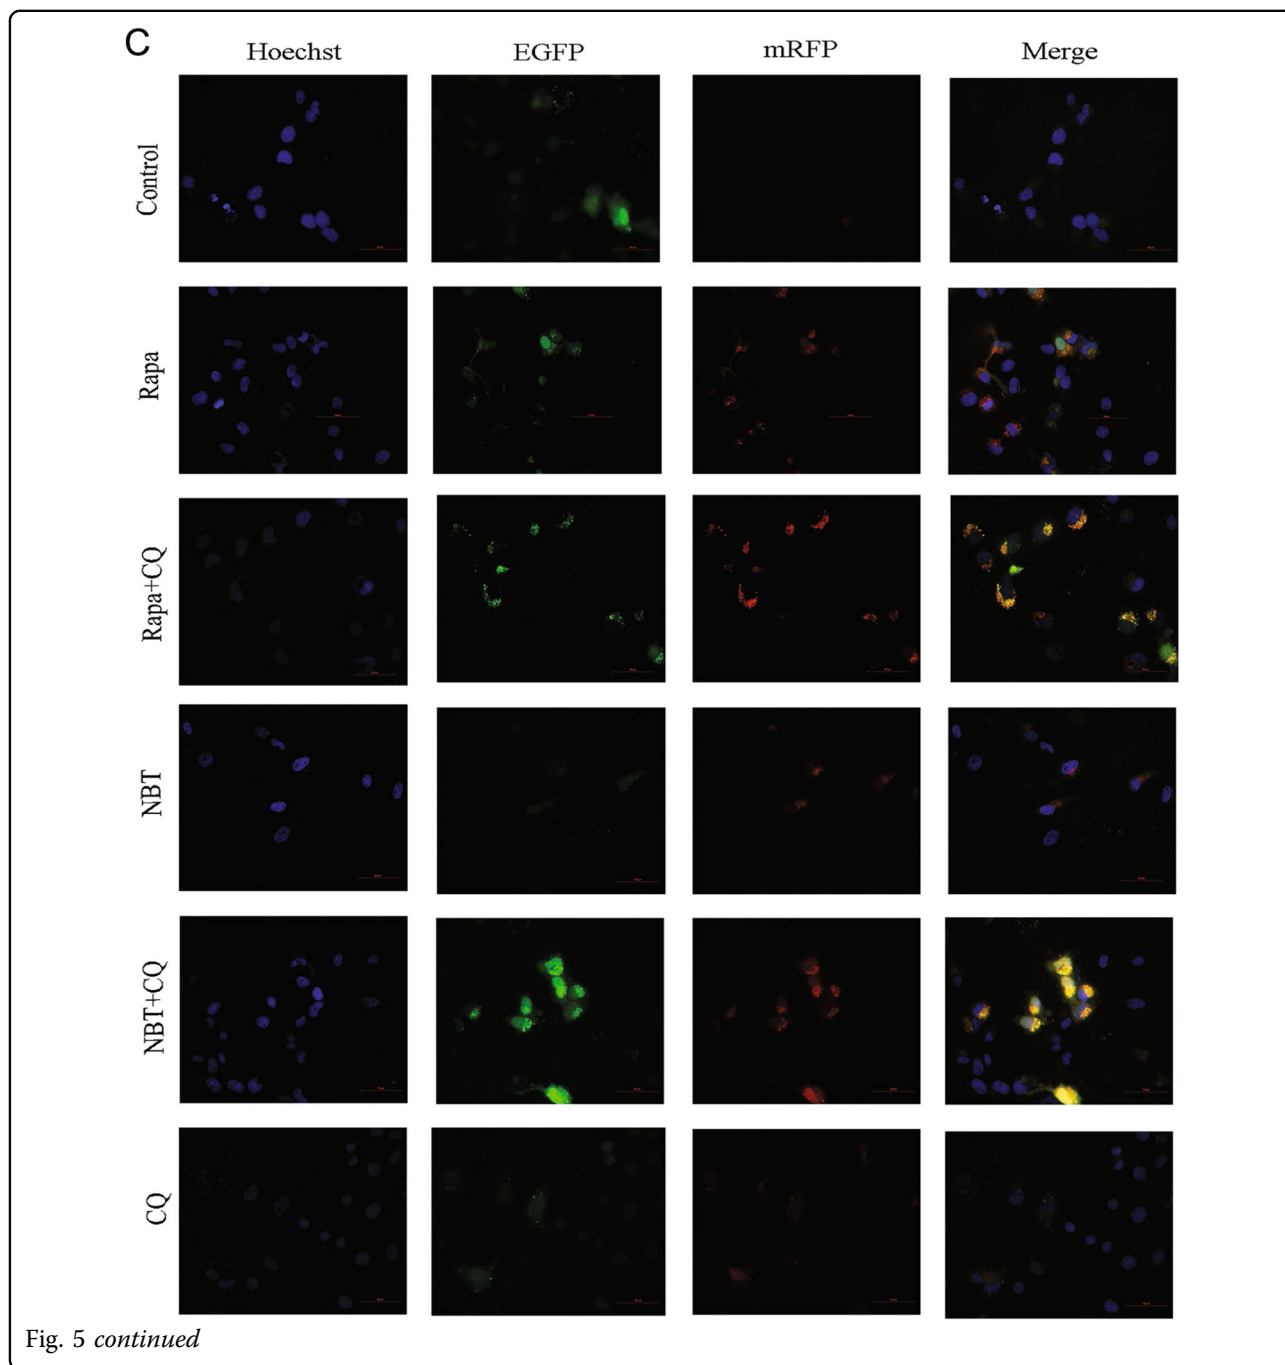 C
Hoechst EGFP mRFP Merge
Control
Rapa
Rapa+CQ
NBT
NBT+CQ
CQ
Fig. 5 continued